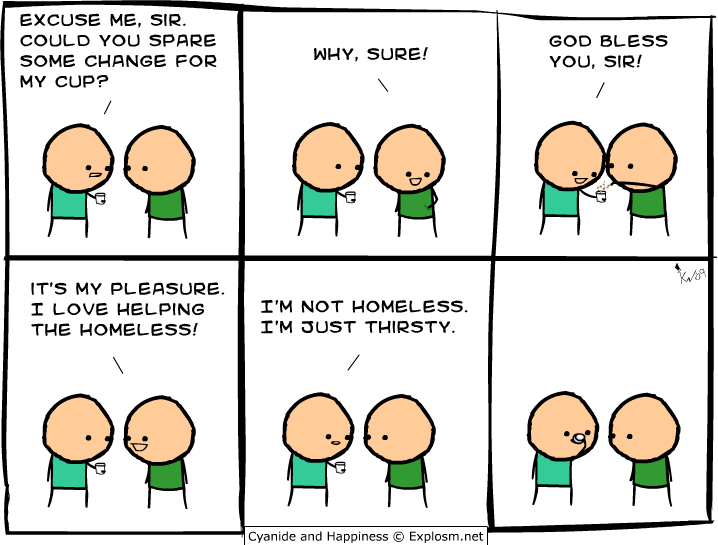 EXCUSE ME, SIR.
COULD YOU SPARE
SOME CHANGE FOR
MY CUP?
WHY, SURE!
GOD BLESS
YOU, SIR!
IT'S MY PLEASURE.
I LOVE HELPING
THE HOMELESS!
I'M NOT HOMELESS.
I'M JUST THIRSTY.
Cyanide and Happiness © Explosm.net